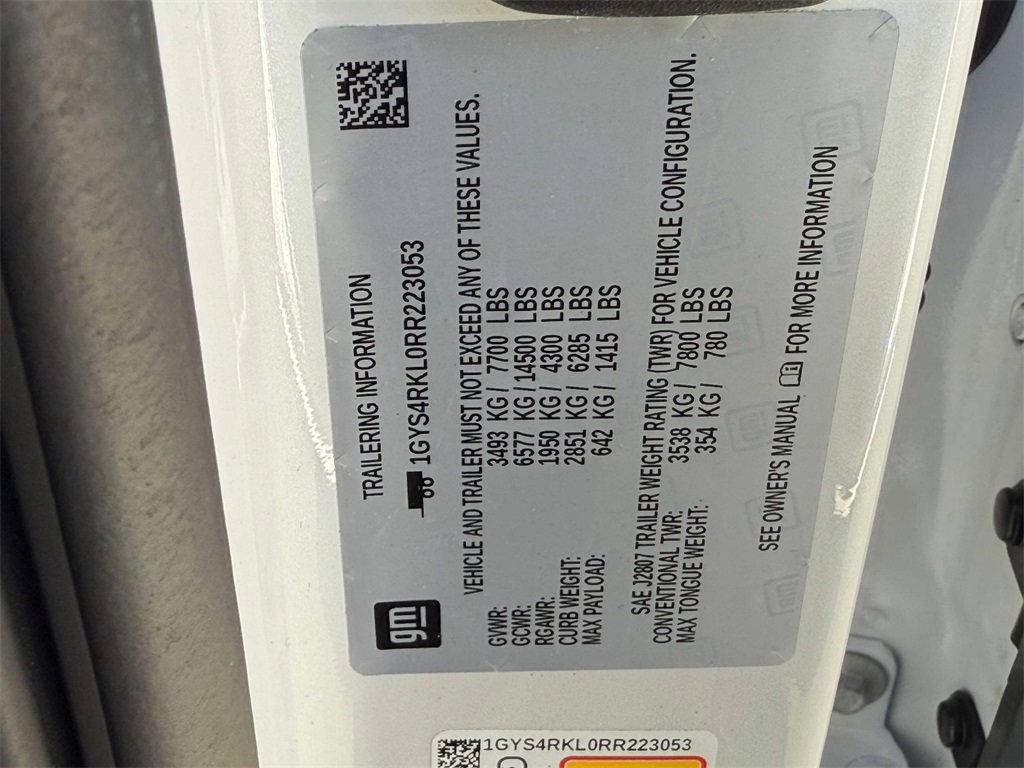 gm
TRAILERING INFORMATION
1GYS4RKL0RR223053
VEHICLE AND TRAILER MUST NOT EXCEED ANY OF THESE VALUES.
GVWR: 3493 KG / 7700 LBS
GCWR: 6577 KG / 14500 LBS
RGAWR: 1950 KG / 4300 LBS
CURB WEIGHT: 2851 KG / 6285 LBS
MAX PAYLOAD: 642 KG / 1415 LBS
SAE J2807 TRAILER WEIGHT RATING (TWR) FOR VEHICLE CONFIGURATION.
CONVENTIONAL TWR: 3538 KG / 7800 LBS
MAX TONGUE WEIGHT: 354 KG / 780 LBS
SEE OWNER'S MANUAL FOR MORE INFORMATION
1GYS4RKL0RR223053